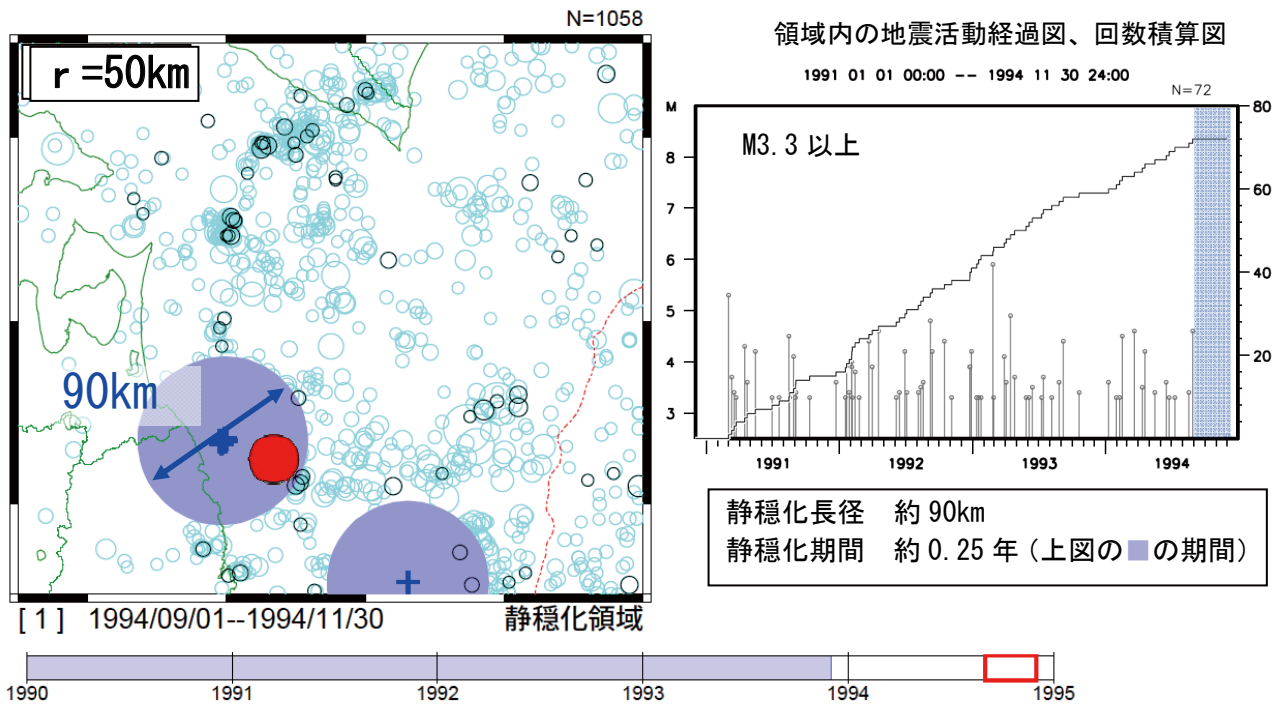 N=1058
r=50km
90km
[ 1 ] 1994/09/01--1994/11/30 静穏化領域
領域内の地震活動経過図、回数積算図
1991 01 01 00:00 -- 1994 11 30 24:00
N=72
M
80
M3.3 以上
8
7
60
6
5
40
4
20
3
1991 1992 1993 1994
静穏化長径 約 90km
静穏化期間 約 0.25 年（上図の■の期間）
1990 1991 1992 1993 1994 1995